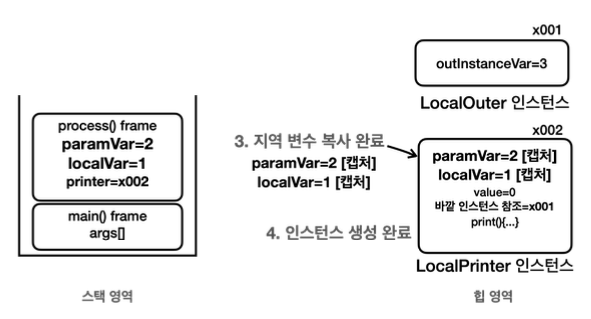 x001
outInstanceVar=3
LocalOuter 인스턴스
process() frame
paramVar=2
localVar=1
printer=x002
main() frame
args[]
스택 영역
3. 지역 변수 복사 완료
paramVar=2 [캡처]
localVar=1 [캡처]
4. 인스턴스 생성 완료
x002
paramVar=2 [캡처]
localVar=1 [캡처]
value=0
바깥 인스턴스 참조=x001
print(){...}
LocalPrinter 인스턴스
힙 영역